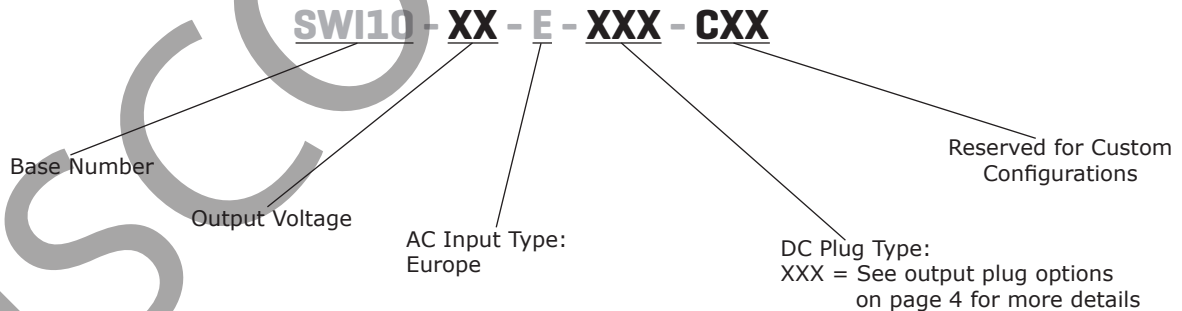 SWI10 - XX - E - XXX - CXX
Base Number
Output Voltage
AC Input Type:
Europe
DC Plug Type:
XXX = See output plug options
on page 4 for more details
Reserved for Custom
Configurations